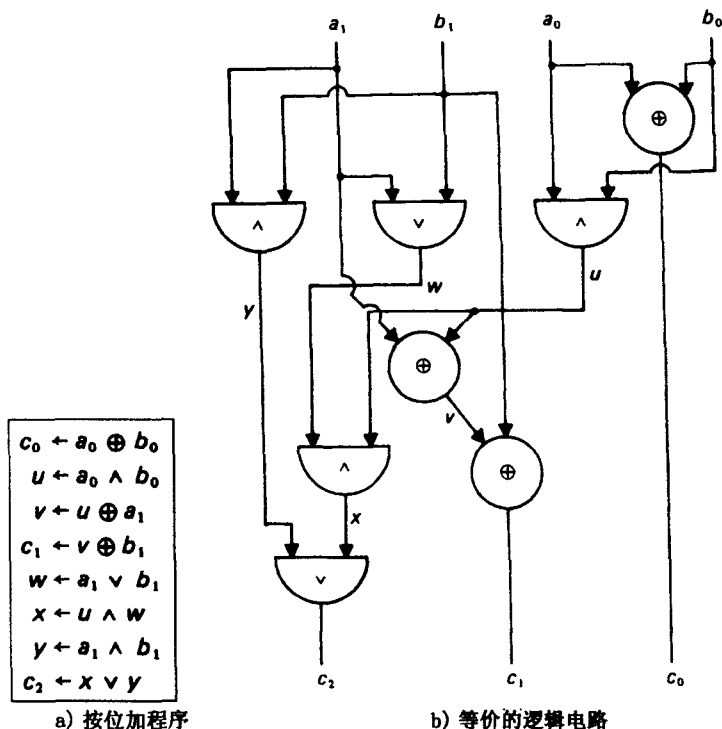 a₁ b₁ a₀ b₀
⊕
∧ ∨ ∧
w u
y
⊕
v
∧ ⊕
x
∨
c₂ c₁ c₀
c₀ ← a₀ ⊕ b₀
u ← a₀ ∧ b₀
v ← u ⊕ a₁
c₁ ← v ⊕ b₁
w ← a₁ ∨ b₁
x ← u ∧ w
y ← a₁ ∧ b₁
c₂ ← x ∨ y
a) 按位加程序
b) 等价的逻辑电路